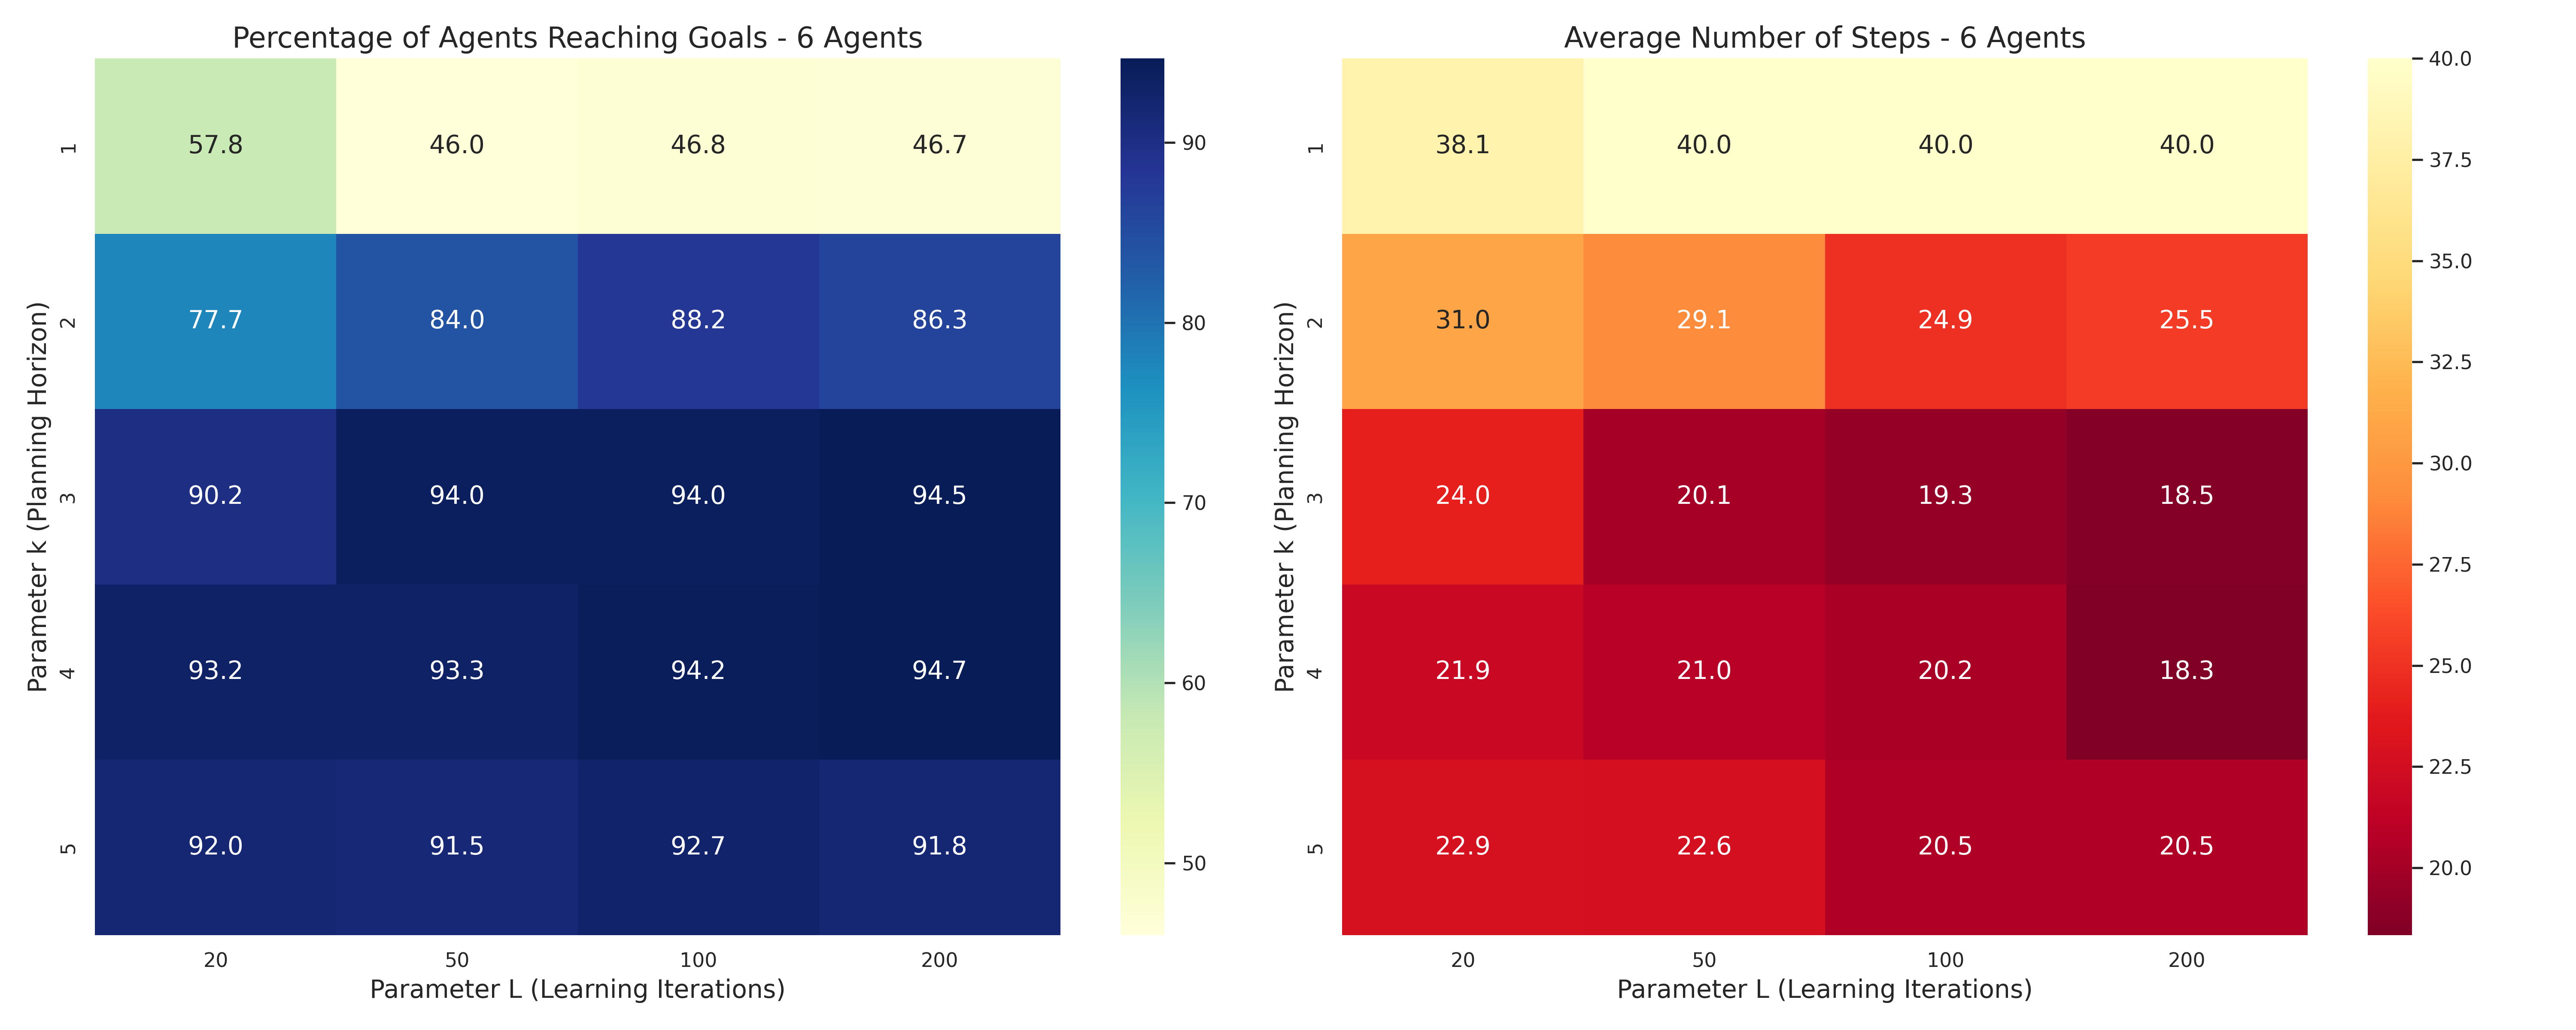 Percentage of Agents Reaching Goals - 6 Agents
Parameter k (Planning Horizon)
1 57.8 46.0 46.8 46.7
2 77.7 84.0 88.2 86.3
3 90.2 94.0 94.0 94.5
4 93.2 93.3 94.2 94.7
5 92.0 91.5 92.7 91.8
20 50 100 200
Parameter L (Learning Iterations)
90
80
70
60
50
Average Number of Steps - 6 Agents
Parameter k (Planning Horizon)
1 38.1 40.0 40.0 40.0
2 31.0 29.1 24.9 25.5
3 24.0 20.1 19.3 18.5
4 21.9 21.0 20.2 18.3
5 22.9 22.6 20.5 20.5
20 50 100 200
Parameter L (Learning Iterations)
40.0
37.5
35.0
32.5
30.0
27.5
25.0
22.5
20.0